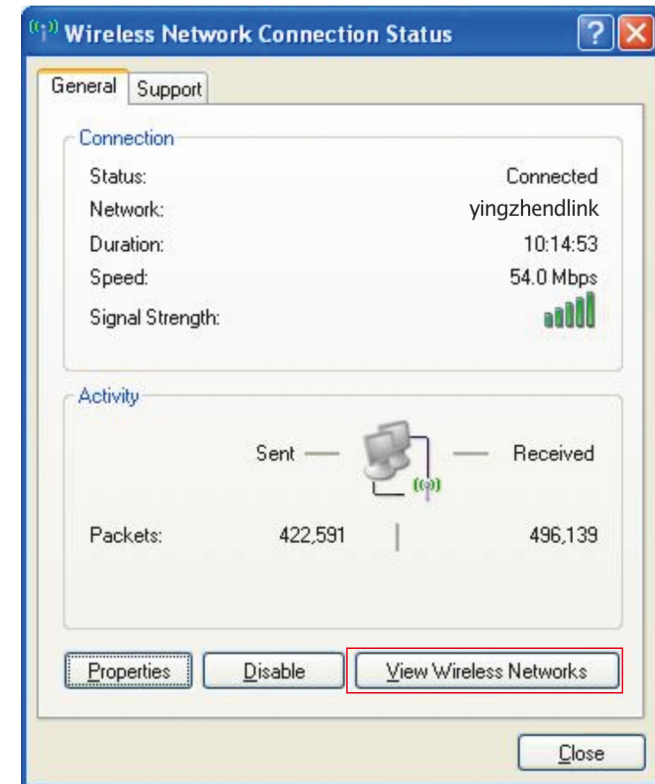 Wireless Network Connection Status
General Support
Connection
Status: Connected
Network: yingzhendlink
Duration: 10:14:53
Speed: 54.0 Mbps
Signal Strength:
Activity
Sent Received
Packets: 422,591 496,139
Properties Disable View Wireless Networks
Close